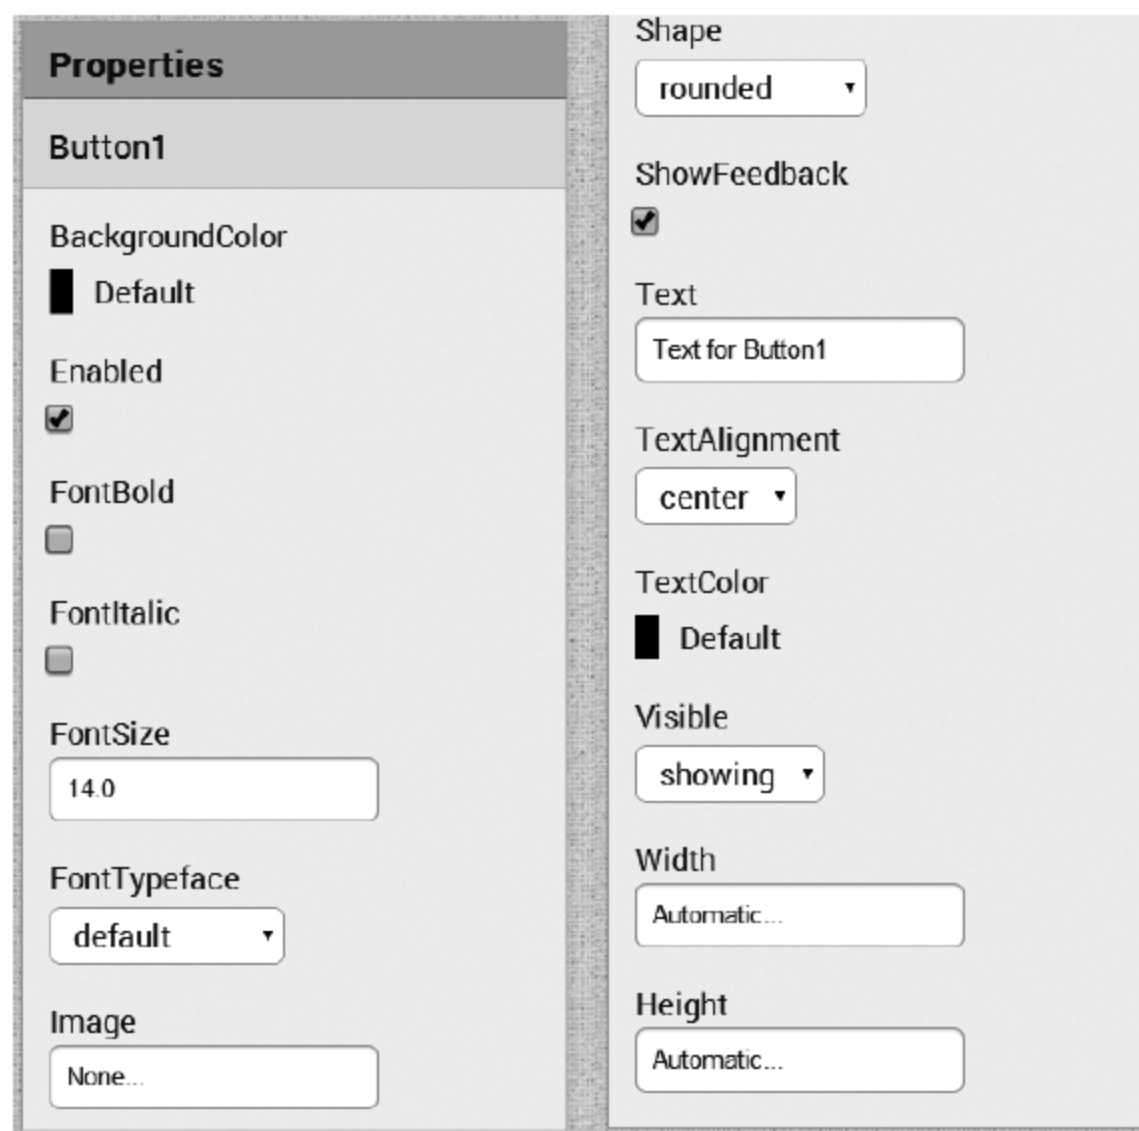 Properties
Button1
BackgroundColor
Default
Enabled
FontBold
FontItalic
FontSize
14.0
FontTypeface
default
Image
None...
Shape
rounded
ShowFeedback
Text
Text for Button1
TextAlignment
center
TextColor
Default
Visible
showing
Width
Automatic...
Height
Automatic...